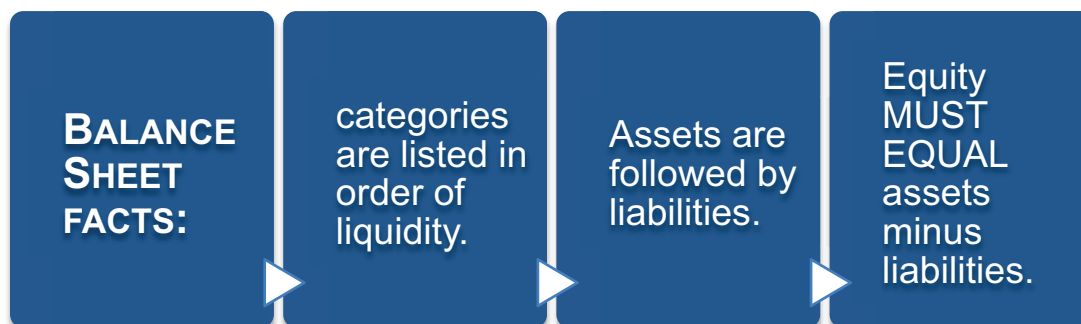 BALANCE
SHEET
FACTS:
categories
are listed in
order of
liquidity.
Assets are
followed by
liabilities.
Equity
MUST
EQUAL
assets
minus
liabilities.